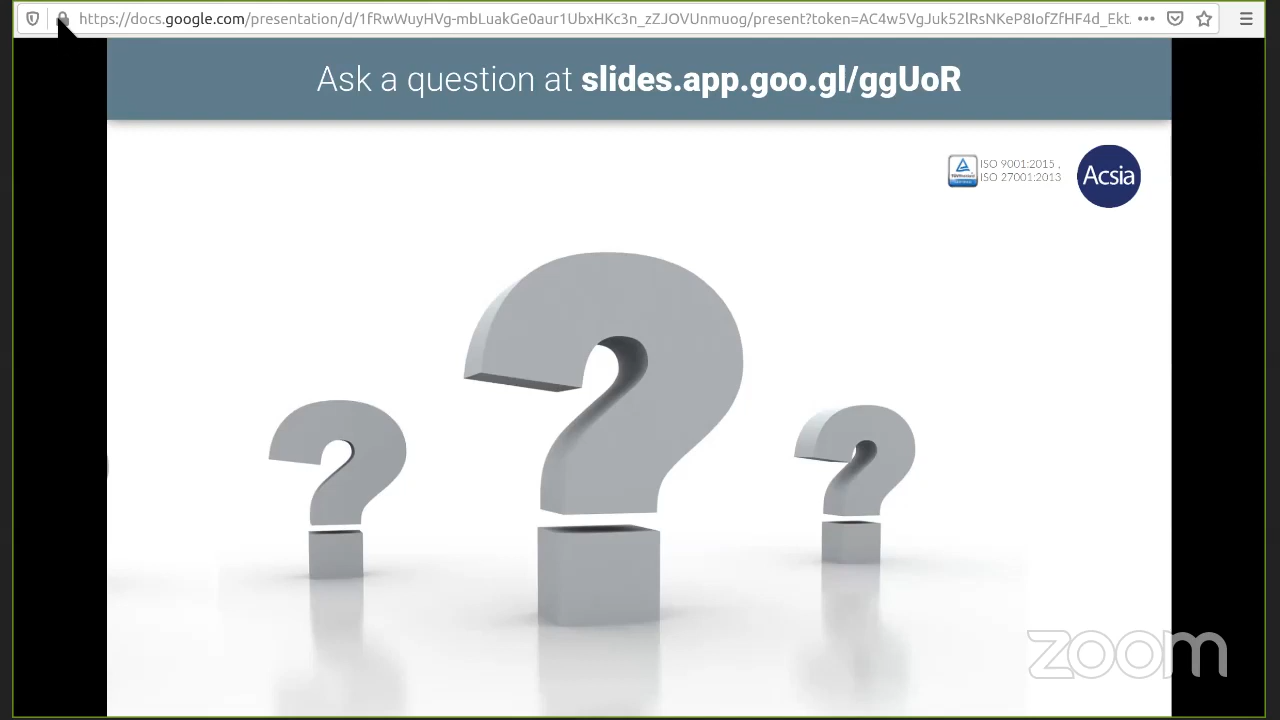 https://docs.google.com/presentation/d/1fRwWuyHVg-mbLuakGe0aur1UbxHKc3n_zZJOVUnmuog/present?token=AC4w5VgJuk52lRsNKeP8IofZfHF4d_Ekt.
Ask a question at slides.app.goo.gl/ggUoR
ISO 9001:2015 ,
ISO 27001:2013
Acsia
zoom